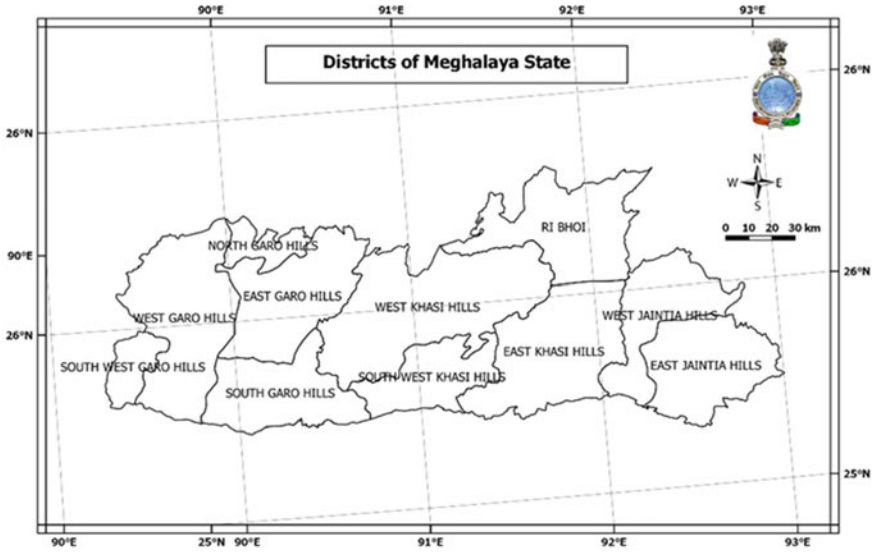 90°E 91°E 92°E 93°E
Districts of Meghalaya State
26°N
26°N
N
W E
S
RI BHOI
0 10 20 30 km
NORTH GARO HILLS
90°E
26°N
EAST GARO HILLS
WEST KHASI HILLS
WEST GARO HILLS
WEST JAINTIA HILLS
26°N
EAST KHASI HILLS
SOUTH WEST GARO HILLS
EAST JAINTIA HILLS
SOUTH WEST KHASI HILLS
SOUTH GARO HILLS
25°N
90°E 25°N 90°E 91°E 92°E 93°E